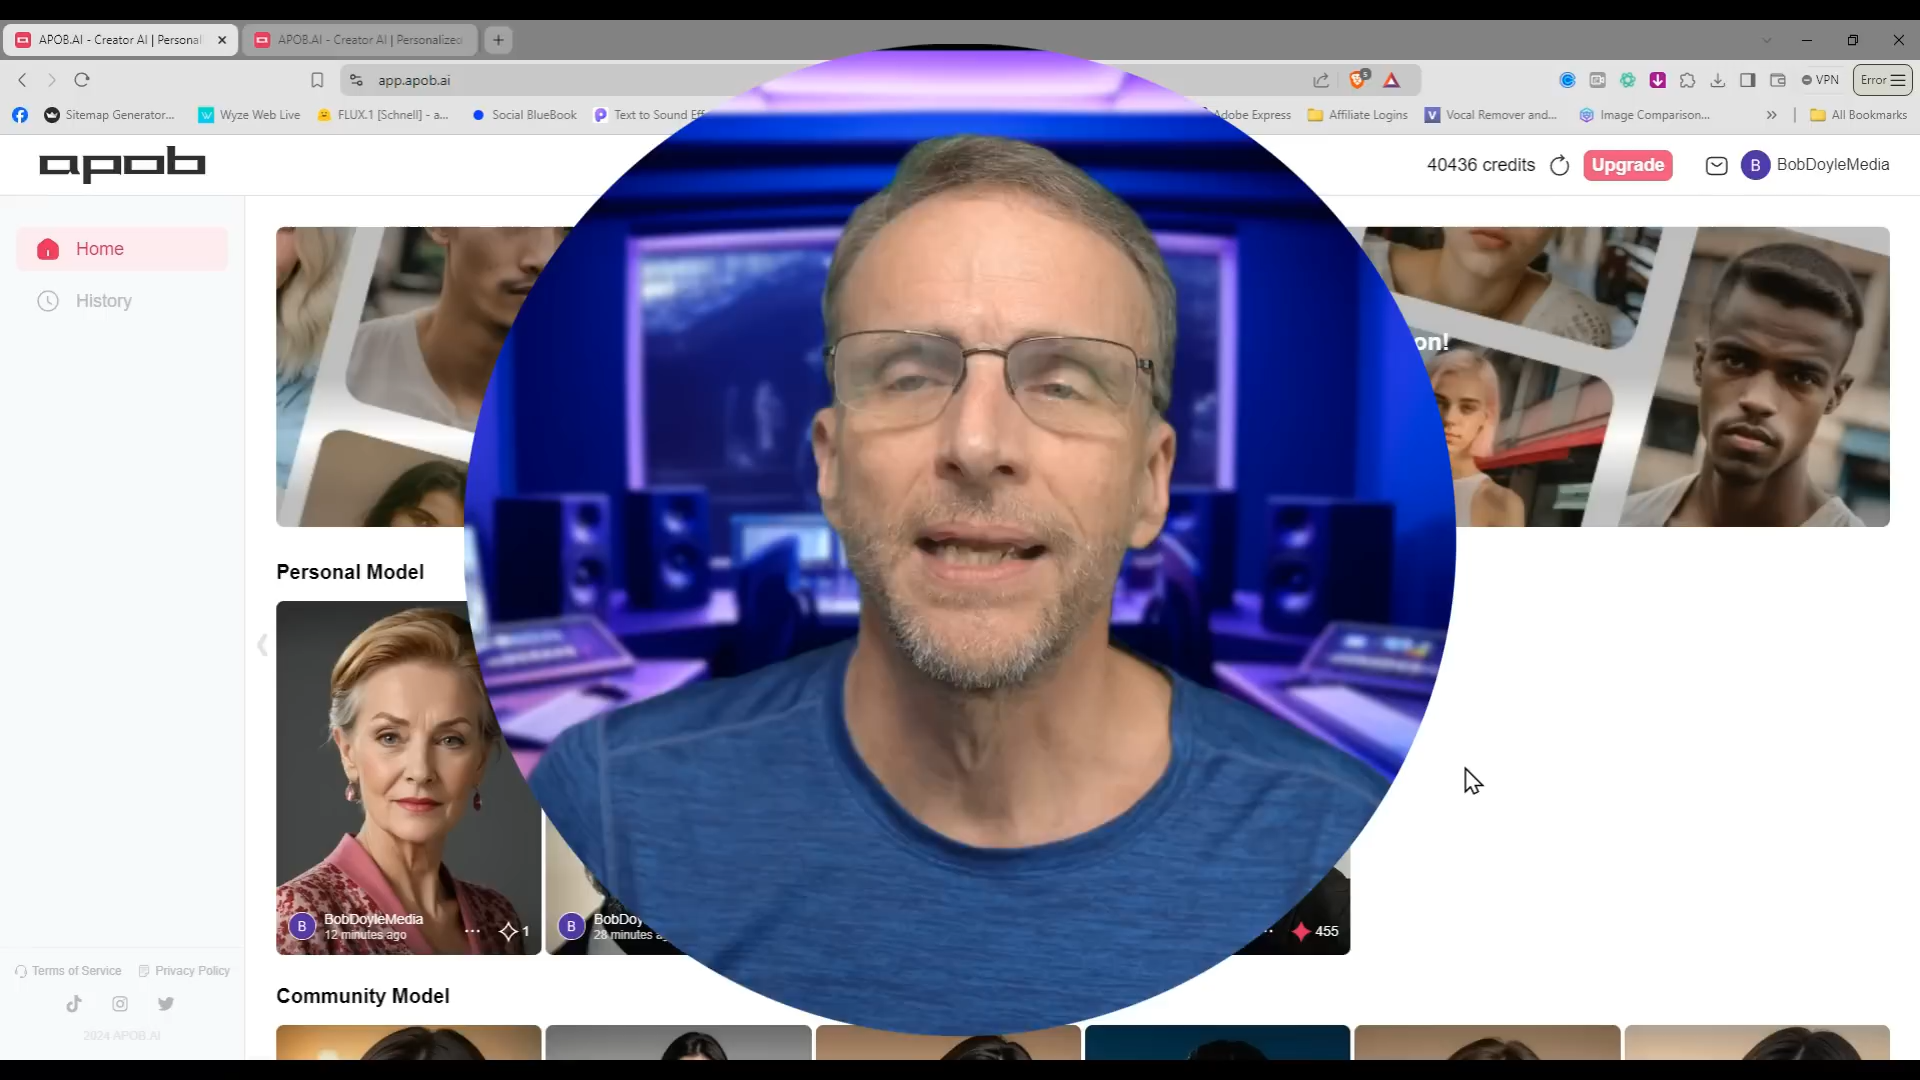 APOB.AI - Creator AI | Personal
APOB.AI - Creator AI | Personalized
app.apob.ai
5
VPN
Error
Sitemap Generator...
Wyze Web Live
FLUX.1 [Schnell] - a...
Social BlueBook
Text to Sound Eff
Adobe Express
Affiliate Logins
Vocal Remover and...
Image Comparison...
All Bookmarks
apob
40436 credits
Upgrade
B
BobDoyleMedia
Home
History
on!
Personal Model
B
BobDoyleMedia
12 minutes ago
1
B
BobDoy
28 minutes a
455
Community Model
Terms of Service
Privacy Policy
2024 APOB.AI